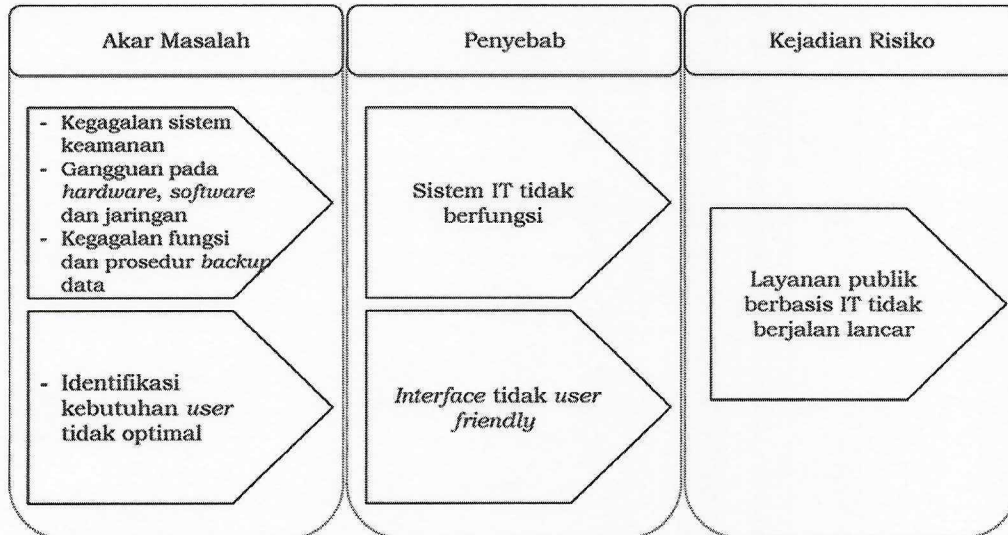 Akar Masalah
Penyebab
Kejadian Risiko
- Kegagalan sistem
keamanan
- Gangguan pada
hardware, software
dan jaringan
- Kegagalan fungsi
dan prosedur backup
data
Sistem IT tidak
berfungsi
Layanan publik
berbasis IT tidak
berjalan lancar
- Identifikasi
kebutuhan user
tidak optimal
Interface tidak user
friendly